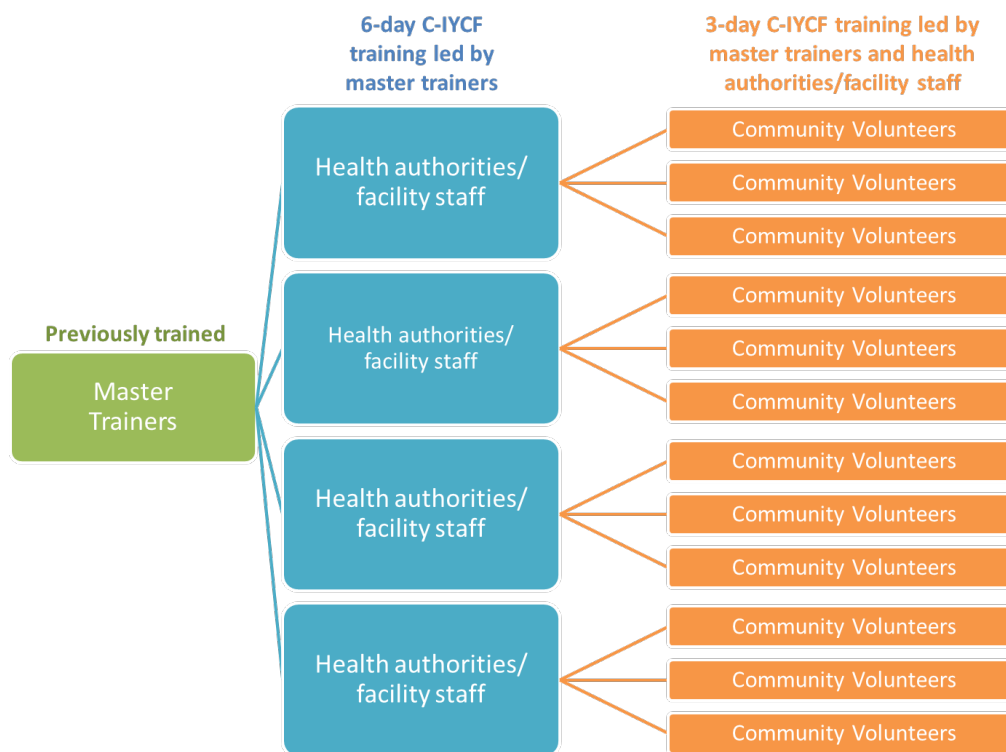 6-day C-IYCF
training led by
master trainers
3-day C-IYCF training led by
master trainers and health
authorities/facility staff
Previously trained
Master
Trainers
Health authorities/
facility staff
Community Volunteers
Community Volunteers
Community Volunteers
Health authorities/
facility staff
Community Volunteers
Community Volunteers
Community Volunteers
Health authorities/
facility staff
Community Volunteers
Community Volunteers
Community Volunteers
Health authorities/
facility staff
Community Volunteers
Community Volunteers
Community Volunteers